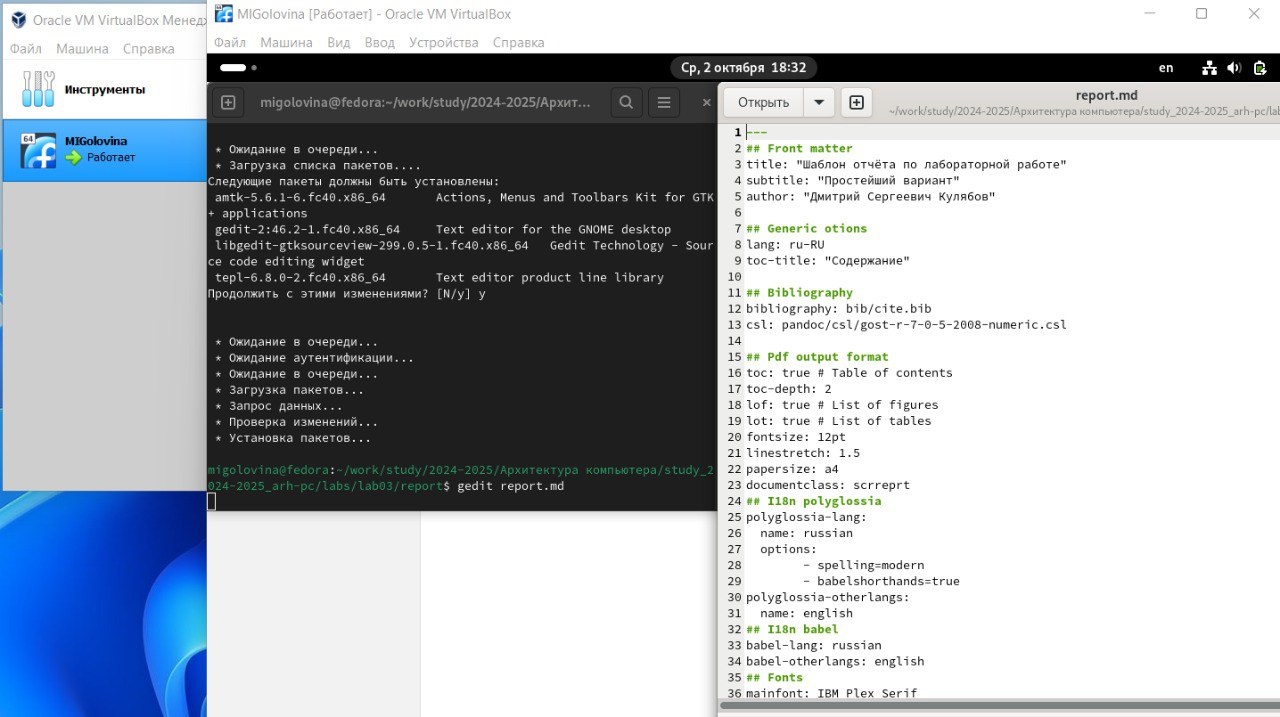 Oracle VM VirtualBox Менед
Файл Машина Справка
Инструменты
64
MIGolovina
Работает
MIGolovina [Работает] - Oracle VM VirtualBox
Файл Машина Вид Ввод Устройства Справка
Ср, 2 октября 18:32
en
migolovina@fedora:~/work/study/2024-2025/Архит...
* Ожидание в очереди...
* Загрузка списка пакетов....
Следующие пакеты должны быть установлены:
amtk-5.6.1-6.fc40.x86_64 Actions, Menus and Toolbars Kit for GTK
+ applications
gedit-2:46.2-1.fc40.x86_64 Text editor for the GNOME desktop
libgedit-gtksourceview-299.0.5-1.fc40.x86_64 Gedit Technology - Sour
ce code editing widget
tepl-6.8.0-2.fc40.x86_64 Text editor product line library
Продолжить с этими изменениями? [N/y] y
* Ожидание в очереди...
* Ожидание аутентификации...
* Ожидание в очереди...
* Загрузка пакетов...
* Запрос данных...
* Проверка изменений...
* Установка пакетов...
migolovina@fedora:~/work/study/2024-2025/Архитектура компьютера/study_2
024-2025_arh-pc/labs/lab03/report$ gedit report.md
Открыть
report.md
~/work/study/2024-2025/Архитектура компьютера/study_2024-2025_arh-pc/lab
1 ---
2 ## Front matter
3 title: "Шаблон отчёта по лабораторной работе"
4 subtitle: "Простейший вариант"
5 author: "Дмитрий Сергеевич Кулябов"
6
7 ## Generic otions
8 lang: ru-RU
9 toc-title: "Содержание"
10
11 ## Bibliography
12 bibliography: bib/cite.bib
13 csl: pandoc/csl/gost-r-7-0-5-2008-numeric.csl
14
15 ## Pdf output format
16 toc: true # Table of contents
17 toc-depth: 2
18 lof: true # List of figures
19 lot: true # List of tables
20 fontsize: 12pt
21 linestretch: 1.5
22 papersize: a4
23 documentclass: scrreprt
24 ## I18n polyglossia
25 polyglossia-lang:
26 name: russian
27 options:
28 - spelling=modern
29 - babelshorthands=true
30 polyglossia-otherlangs:
31 name: english
32 ## I18n babel
33 babel-lang: russian
34 babel-otherlangs: english
35 ## Fonts
36 mainfont: IBM Plex Serif